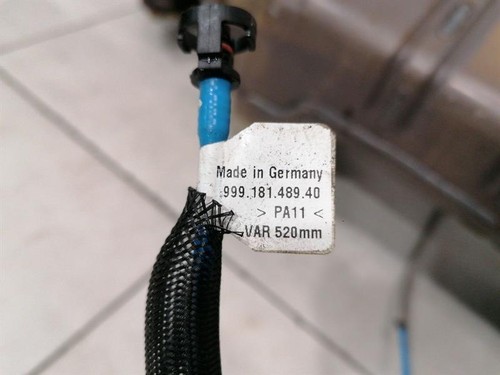 Made in Germany
999.181.489.40
> PA11 <
VAR 520mm